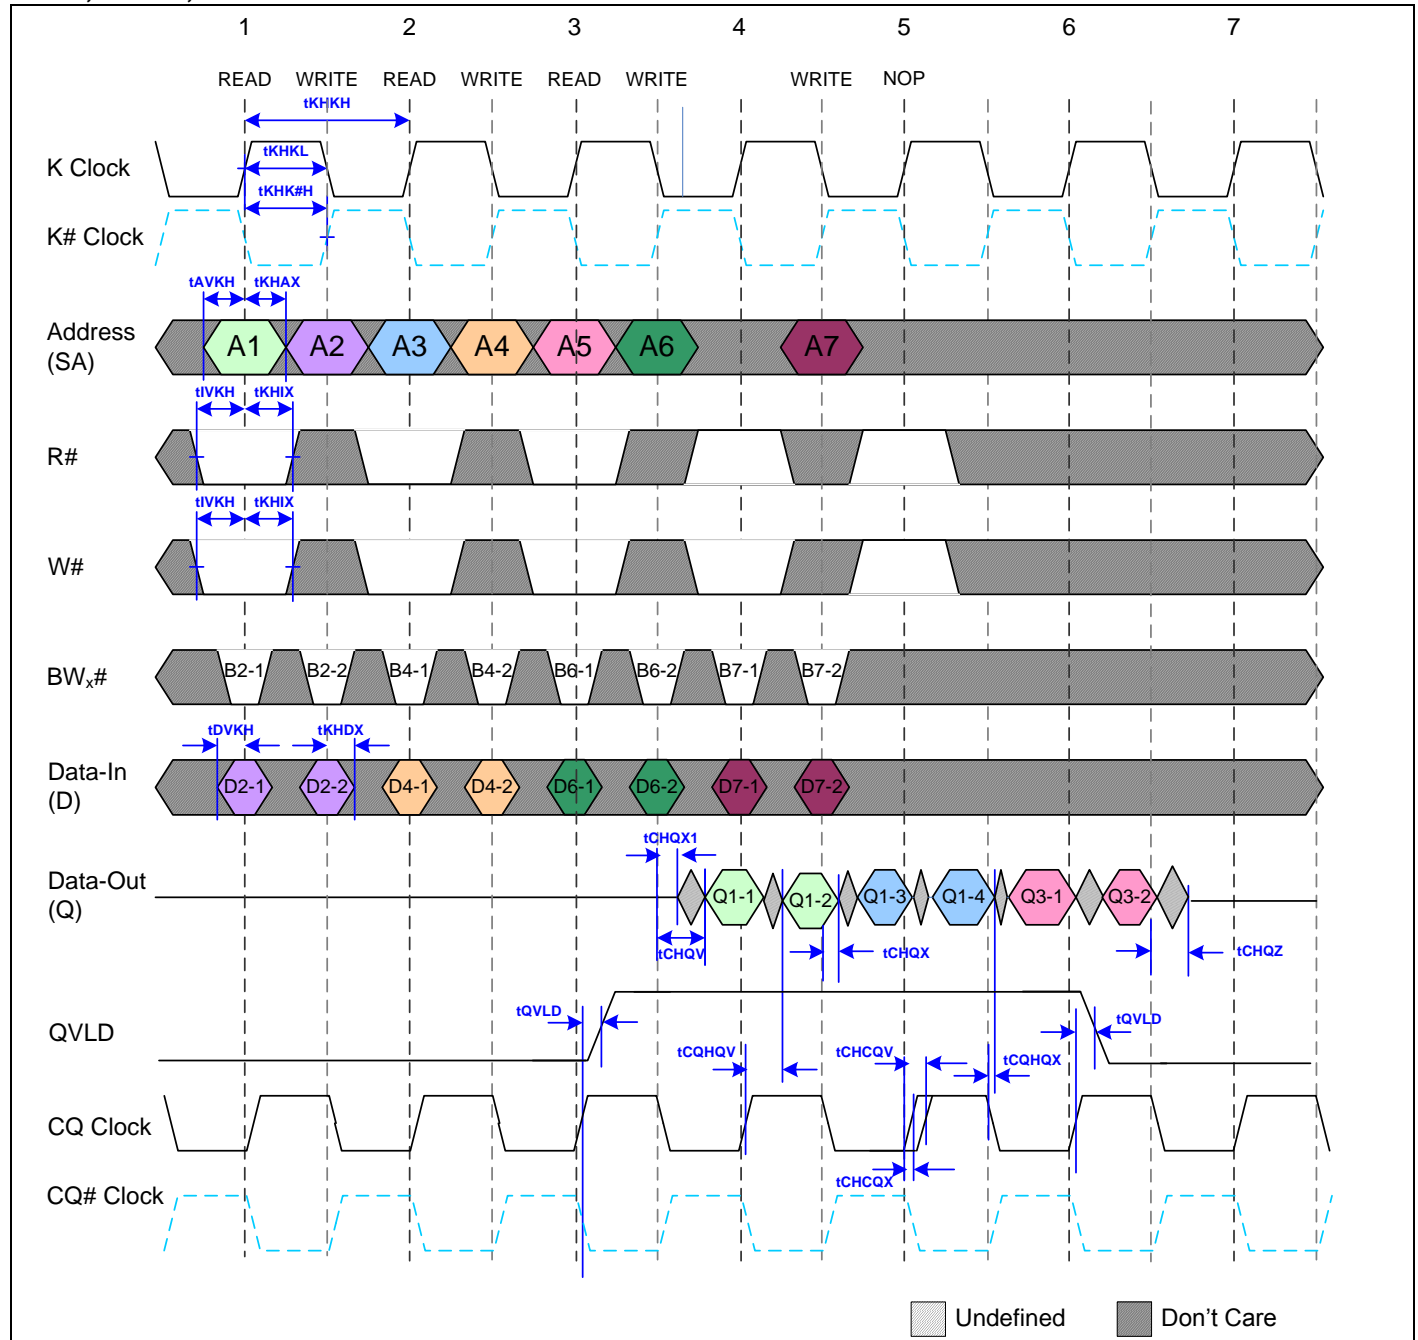 1 2 3 4 5 6 7
READ WRITE READ WRITE READ WRITE WRITE NOP
tKHKH
K Clock
tKHKL
tKHK#H
K# Clock
tAVKH tKHAX
Address
(SA)
A1 A2 A3 A4 A5 A6 A7
tIVKH tKHIX
R#
tIVKH tKHIX
W#
BWx#
B2-1 B2-2 B4-1 B4-2 B6-1 B6-2 B7-1 B7-2
tDVKH tKHDX
Data-In
(D)
D2-1 D2-2 D4-1 D4-2 D6-1 D6-2 D7-1 D7-2
tCHQX1
Data-Out
(Q)
Q1-1 Q1-2 Q1-3 Q1-4 Q3-1 Q3-2
tCHQV tCHQX tCHQZ
tQVLD tQVLD
QVLD
tCQHQV tCHCQV tCQHQX
CQ Clock
tCHCQX
CQ# Clock
Undefined Don't Care